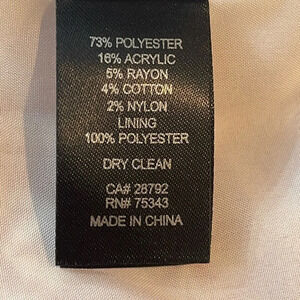 73% POLYESTER
16% ACRYLIC
5% RAYON
4% COTTON
2% NYLON
LINING
100% POLYESTER
DRY CLEAN
CA# 28792
RN# 75343
MADE IN CHINA